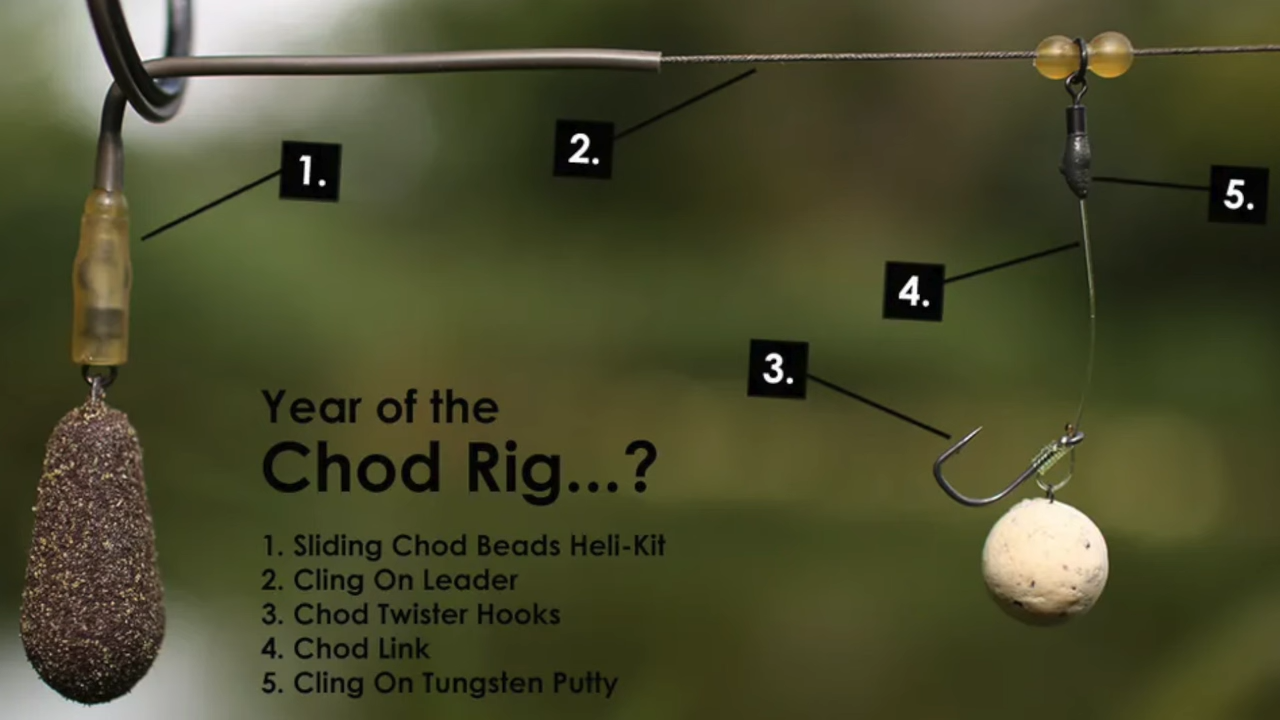 1.
2.
5.
4.
3.
Year of the
Chod Rig...?
1. Sliding Chod Beads Heli-Kit
2. Cling On Leader
3. Chod Twister Hooks
4. Chod Link
5. Cling On Tungsten Putty